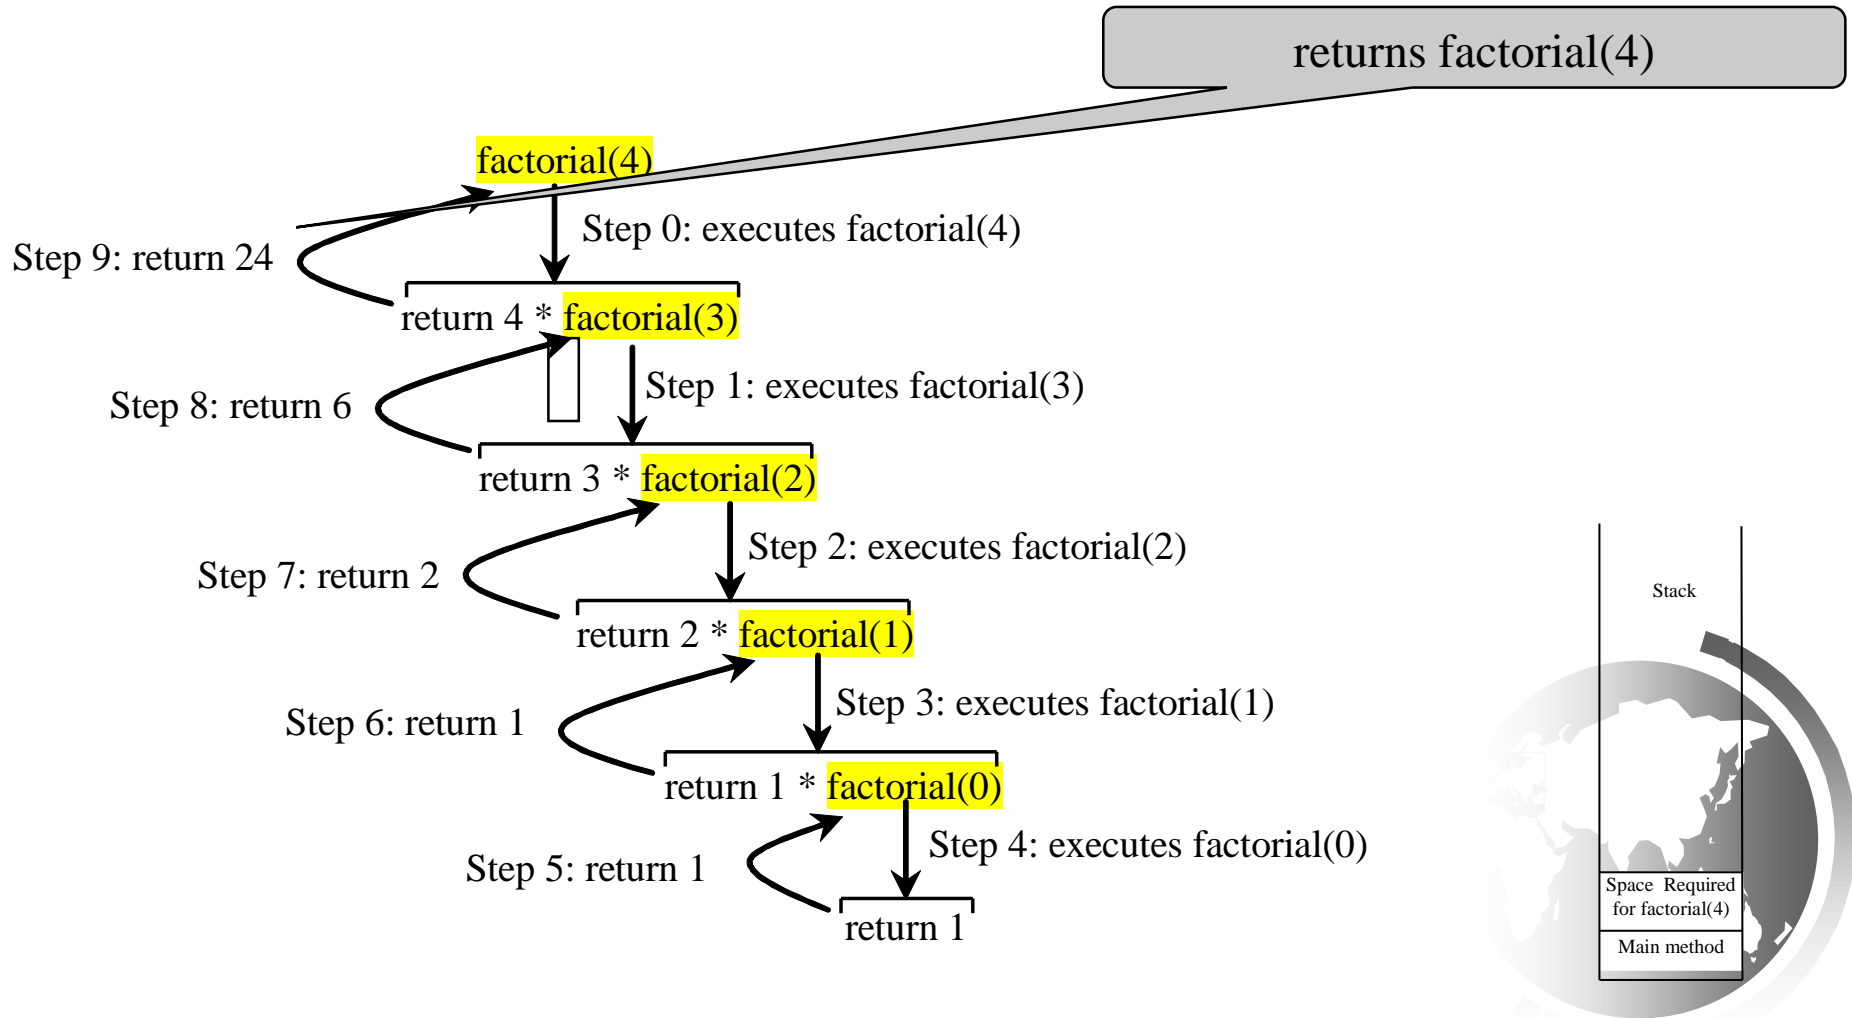 returns factorial(4)
factorial(4)
Step 0: executes factorial(4)
Step 9: return 24
return 4 * factorial(3)
Step 1: executes factorial(3)
Step 8: return 6
return 3 * factorial(2)
Step 2: executes factorial(2)
Step 7: return 2
return 2 * factorial(1)
Step 3: executes factorial(1)
Step 6: return 1
return 1 * factorial(0)
Step 4: executes factorial(0)
Step 5: return 1
return 1
Stack
Space Required
for factorial(4)
Main method